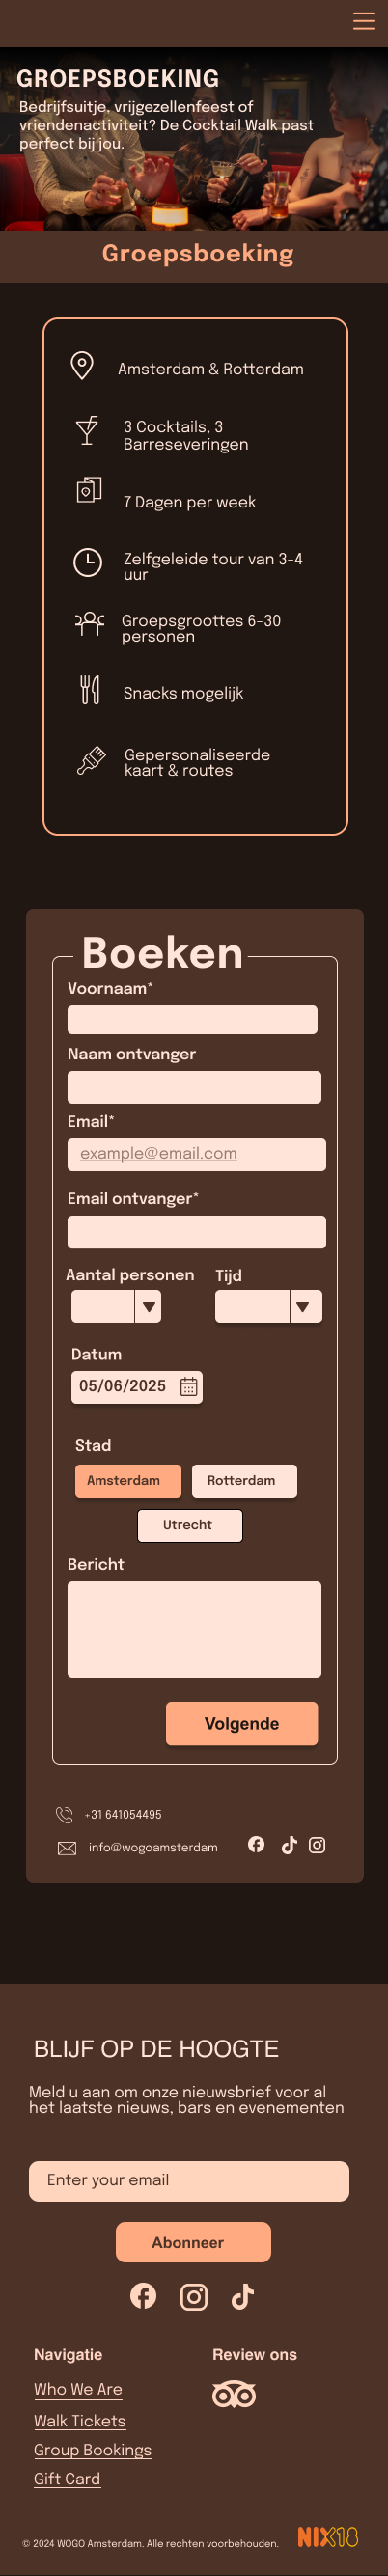 GROEPSBOEKING
Bedrijfsuitje, vrijgezellenfeest of
vriendenactiviteit? De Cocktail Walk past
perfect bij jou.
Groepsboeking
Amsterdam & Rotterdam
3 Cocktails, 3
Barreseveringen
7 Dagen per week
Zelfgeleide tour van 3-4
uur
Groepsgroottes 6-30
personen
Snacks mogelijk
Gepersonaliseerde
kaart & routes
Boeken
Voornaam*
Naam ontvanger
Email*
example@email.com
Email ontvanger*
Aantal personen Tijd
Datum
05/06/2025
Stad
Amsterdam Rotterdam
Utrecht
Bericht
Volgende
+31 641054495
info@wogoamsterdam
BLIJF OP DE HOOGTE
Meld u aan om onze nieuwsbrief voor al
het laatste nieuws, bars en evenementen
Enter your email
Abonneer
Navigatie Review ons
Who We Are
Walk Tickets
Group Bookings
Gift Card
© 2024 WOGO Amsterdam. Alle rechten voorbehouden.
NIX18